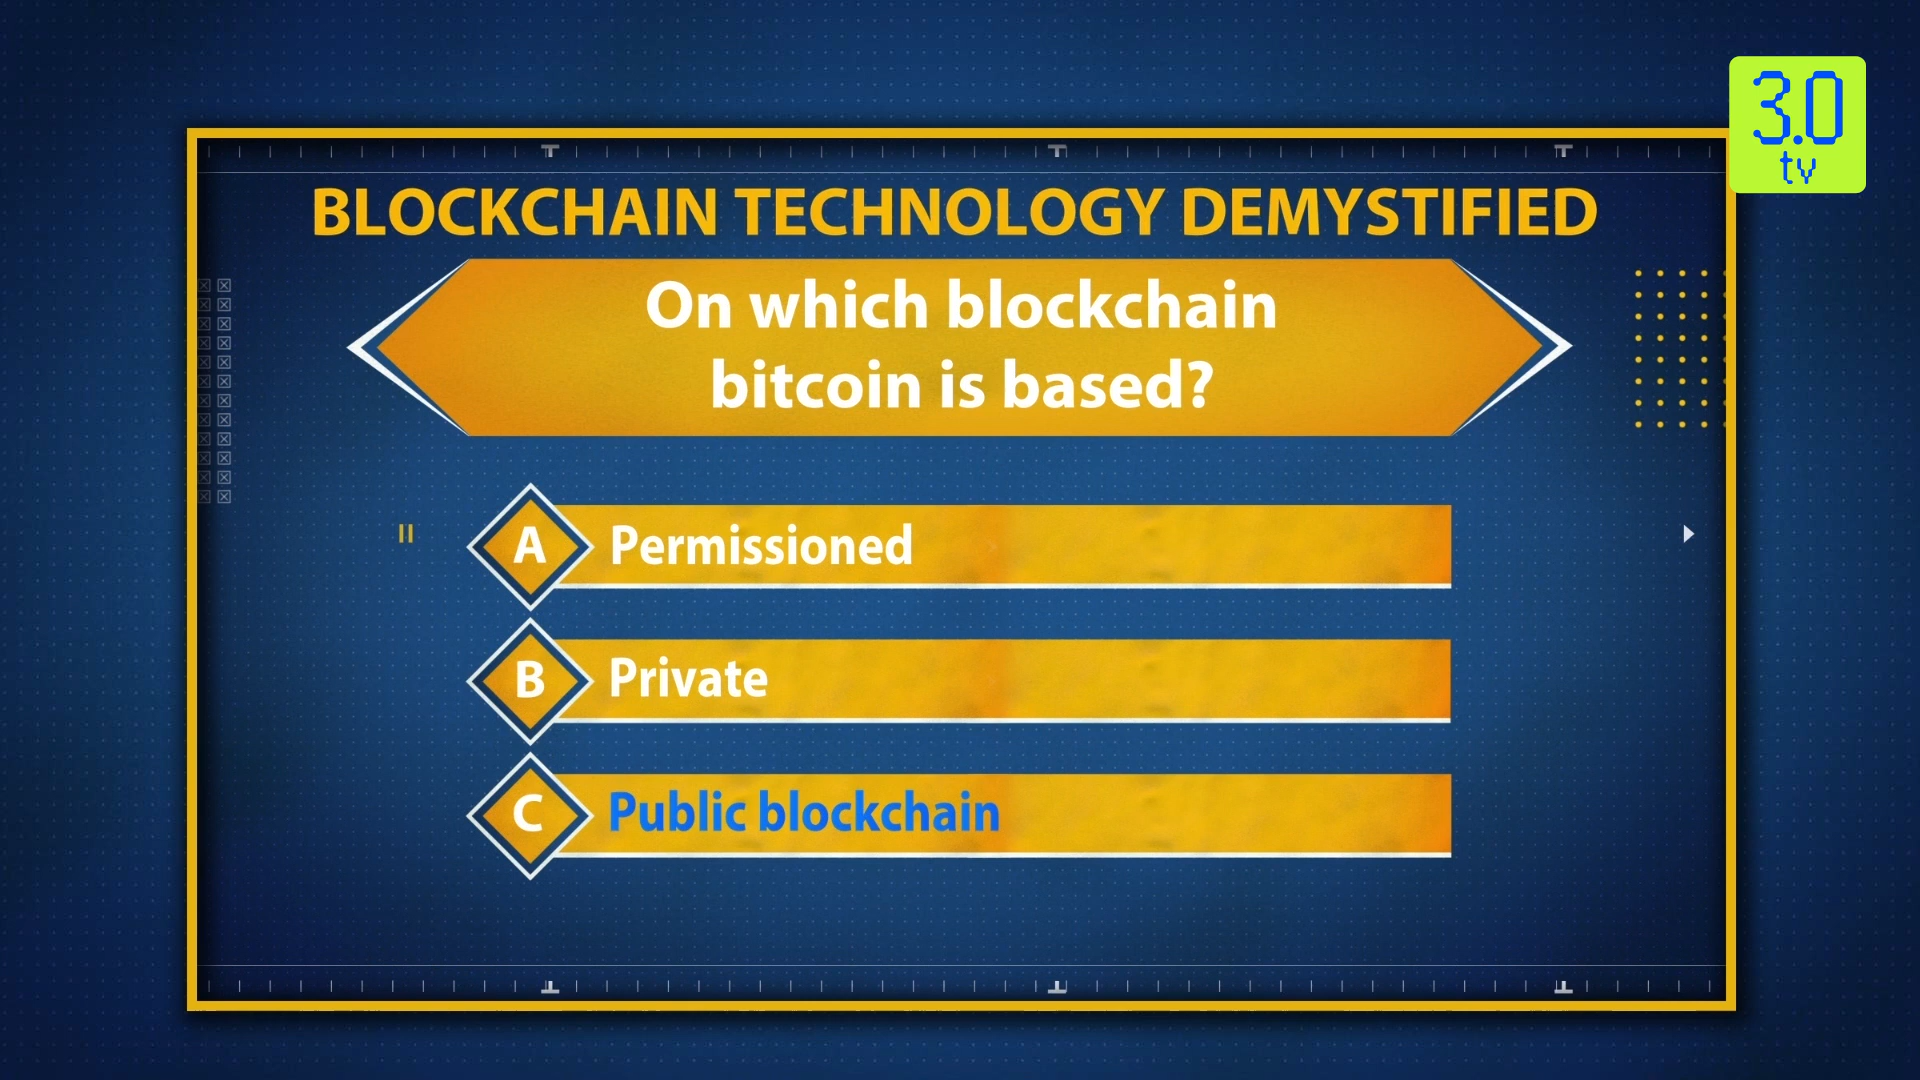 3.0
tv
BLOCKCHAIN TECHNOLOGY DEMYSTIFIED
On which blockchain
bitcoin is based?
A Permissioned
B Private
C Public blockchain